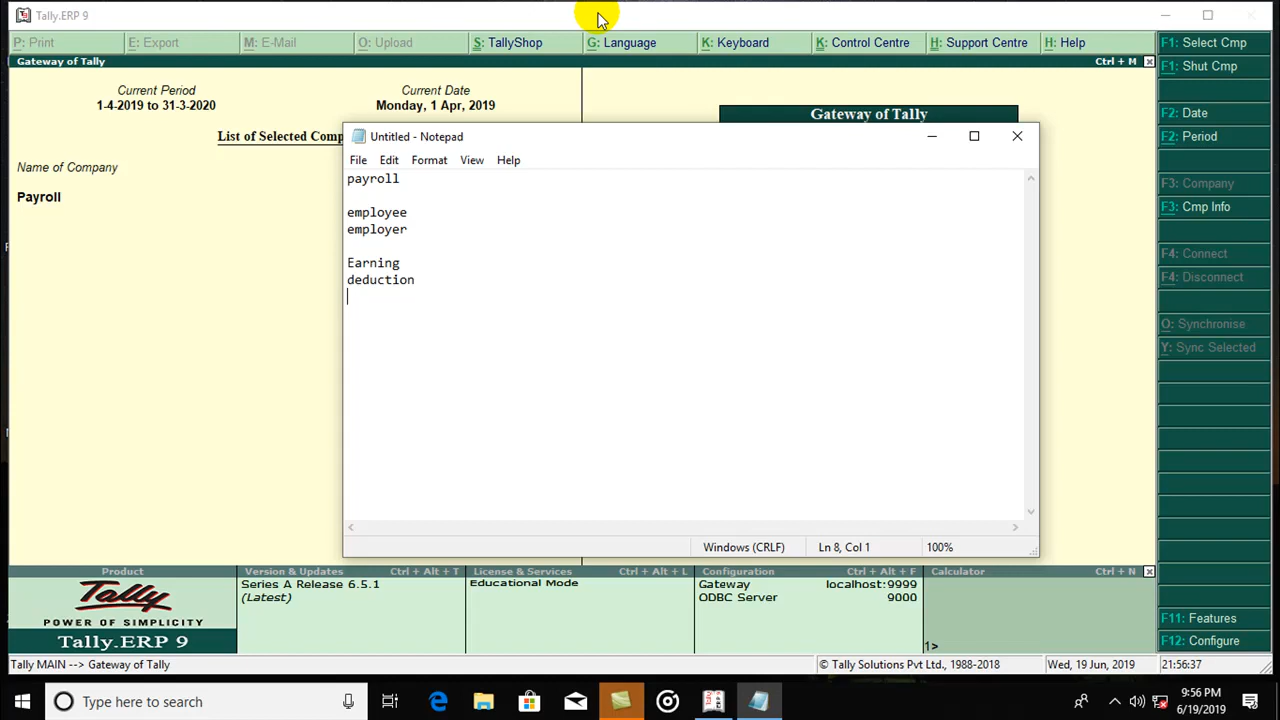 Tally.ERP 9
P: Print
E: Export
M: E-Mail
O: Upload
S: TallyShop
G: Language
K: Keyboard
K: Control Centre
H: Support Centre
H: Help
F1: Select Cmp
Gateway of Tally
Ctrl + M
F1: Shut Cmp
Current Period
1-4-2019 to 31-3-2020
Current Date
Monday, 1 Apr, 2019
Gateway of Tally
F2: Date
F2: Period
List of Selected Comp
Name of Company
Payroll
F3: Company
F3: Cmp Info
F4: Connect
F4: Disconnect
O: Synchronise
Y: Sync Selected
Untitled - Notepad
File Edit Format View Help
payroll
employee
employer
Earning
deduction
Windows (CRLF)
Ln 8, Col 1
100%
Product
Tally
POWER OF SIMPLICITY
Tally.ERP 9
Version & Updates
Ctrl + Alt + T
Series A Release 6.5.1
(Latest)
License & Services
Ctrl + Alt + L
Educational Mode
Configuration
Ctrl + Alt + F
Gateway localhost:9999
ODBC Server 9000
Calculator
Ctrl + N
1>
F11: Features
F12: Configure
Tally MAIN --> Gateway of Tally
© Tally Solutions Pvt Ltd., 1988-2018
Wed, 19 Jun, 2019
21:56:37
Type here to search
9:56 PM
6/19/2019